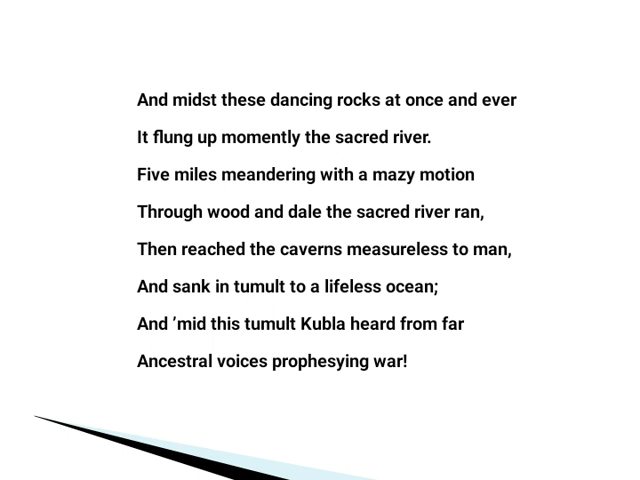 And midst these dancing rocks at once and ever
It flung up momently the sacred river.
Five miles meandering with a mazy motion
Through wood and dale the sacred river ran,
Then reached the caverns measureless to man,
And sank in tumult to a lifeless ocean;
And ’mid this tumult Kubla heard from far
Ancestral voices prophesying war!